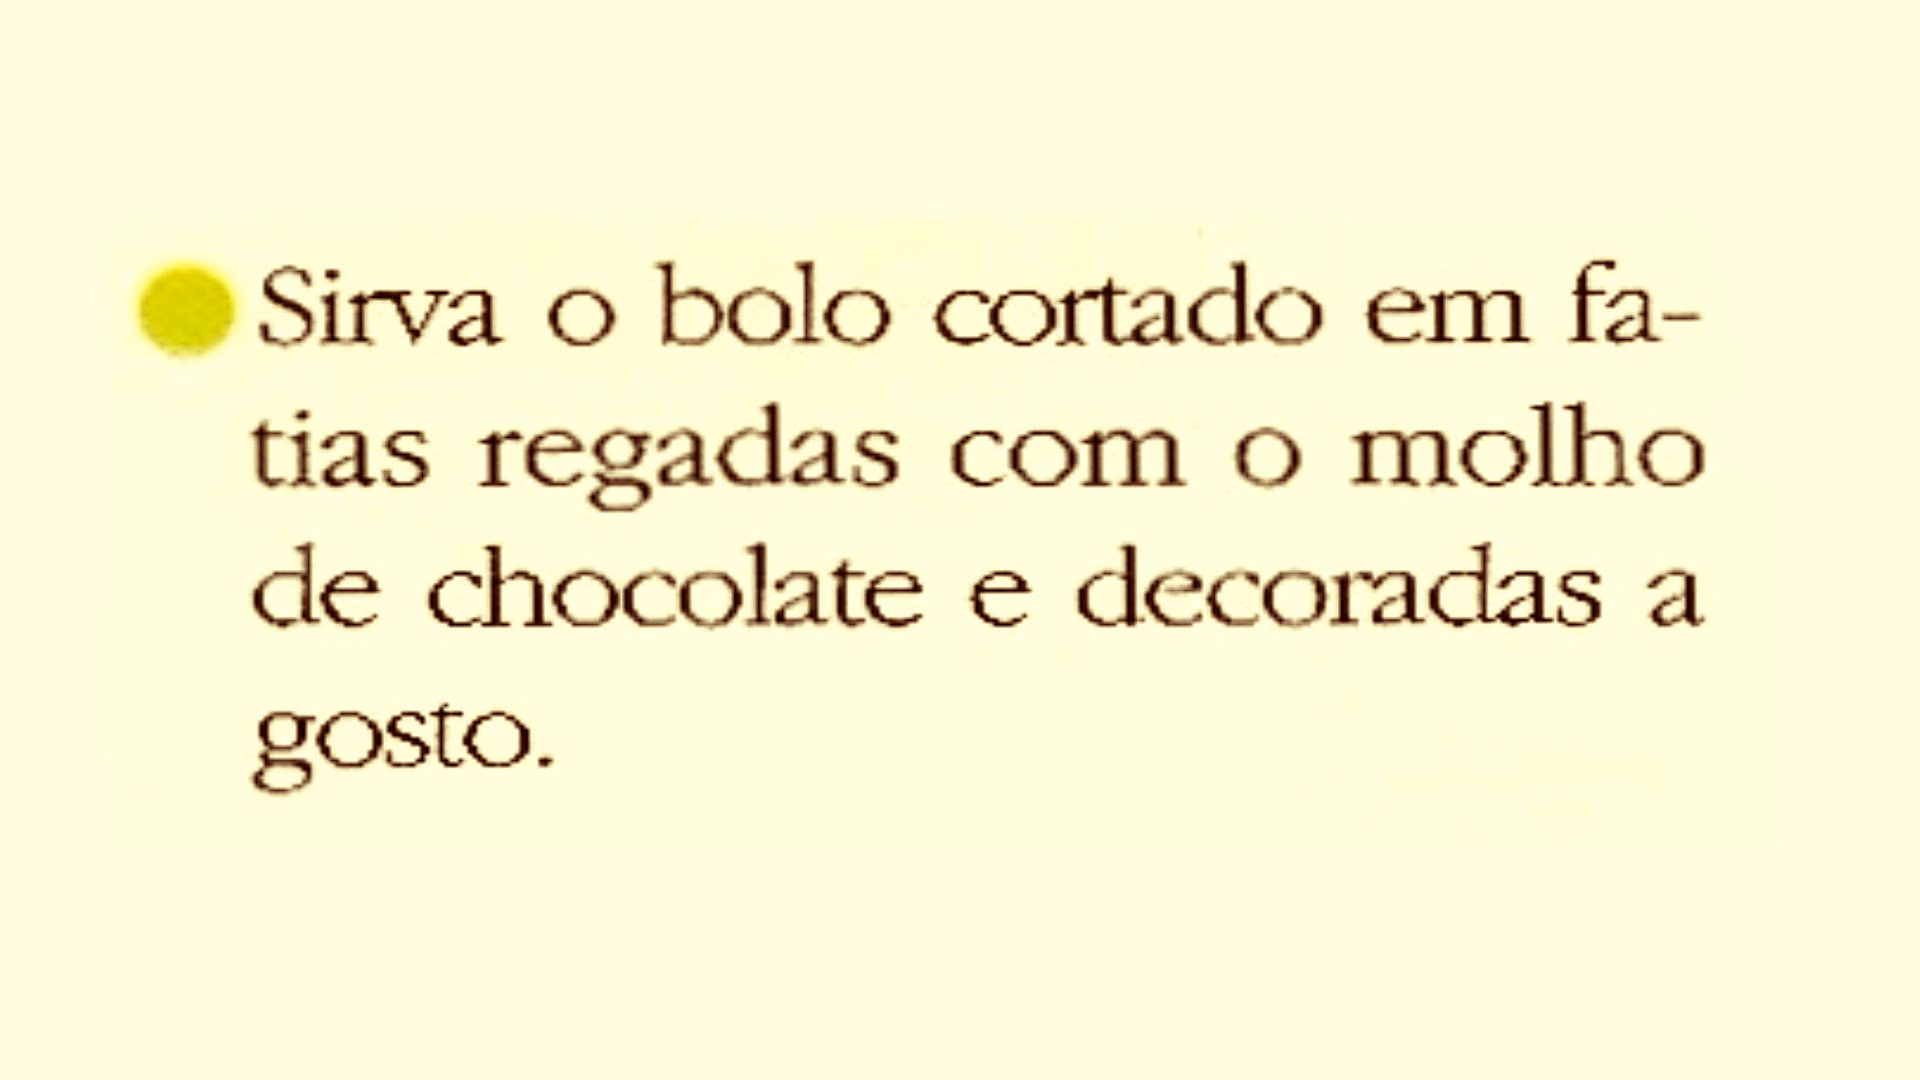 Sirva o bolo cortado em fa-
tias regadas com o molho
de chocolate e decoradas a
gosto.